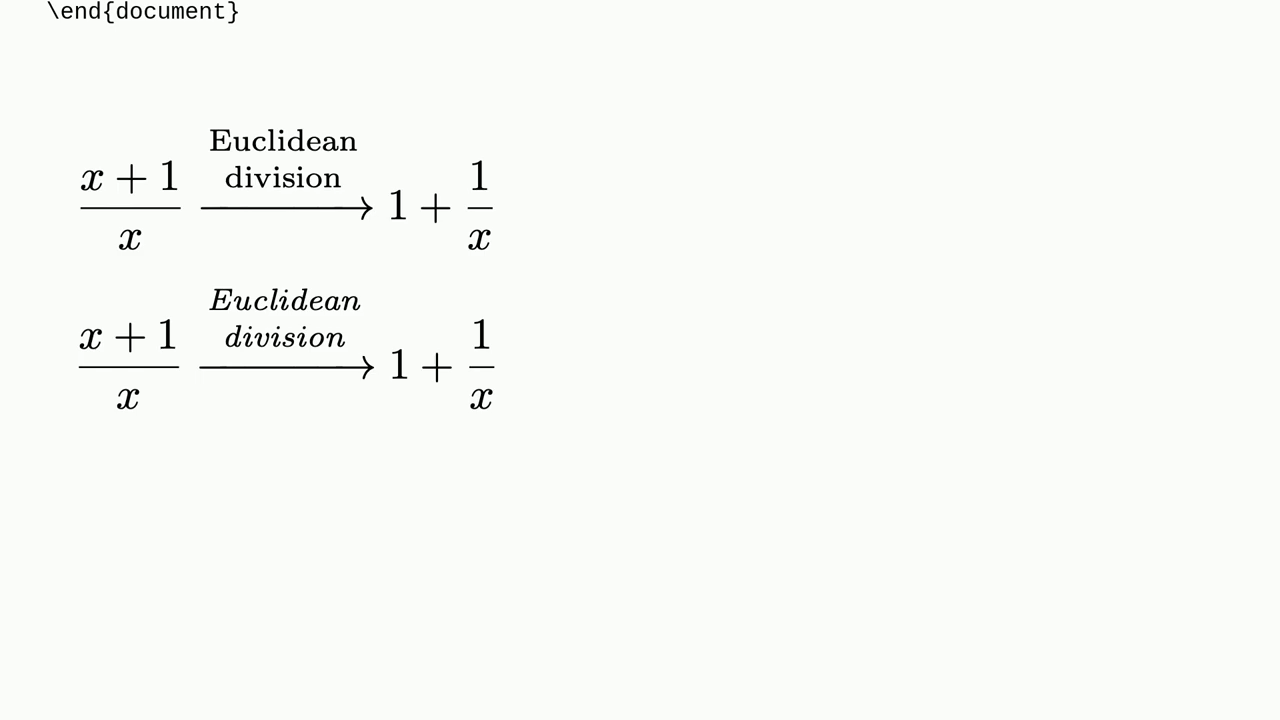 \end{document}
Euclidean
division
x + 1
x
1 +
1
x
Euclidean
division
x + 1
x
1 +
1
x